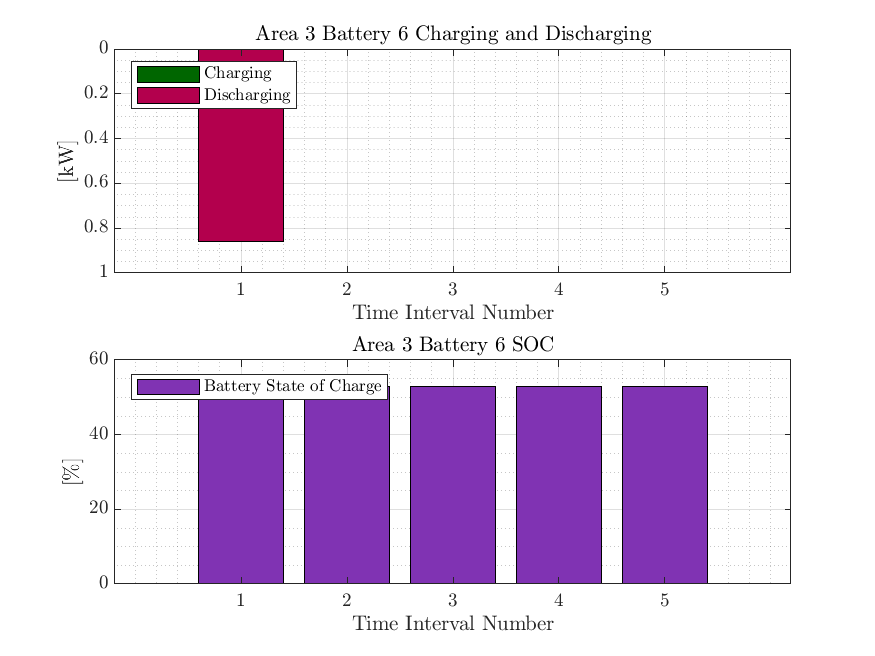 Area 3 Battery 6 Charging and Discharging
0
0.2
0.4
0.6
0.8
1
[kW]
Charging
Discharging
1 2 3 4 5
Time Interval Number
Area 3 Battery 6 SOC
60
40
20
0
[%]
Battery State of Charge
1 2 3 4 5
Time Interval Number